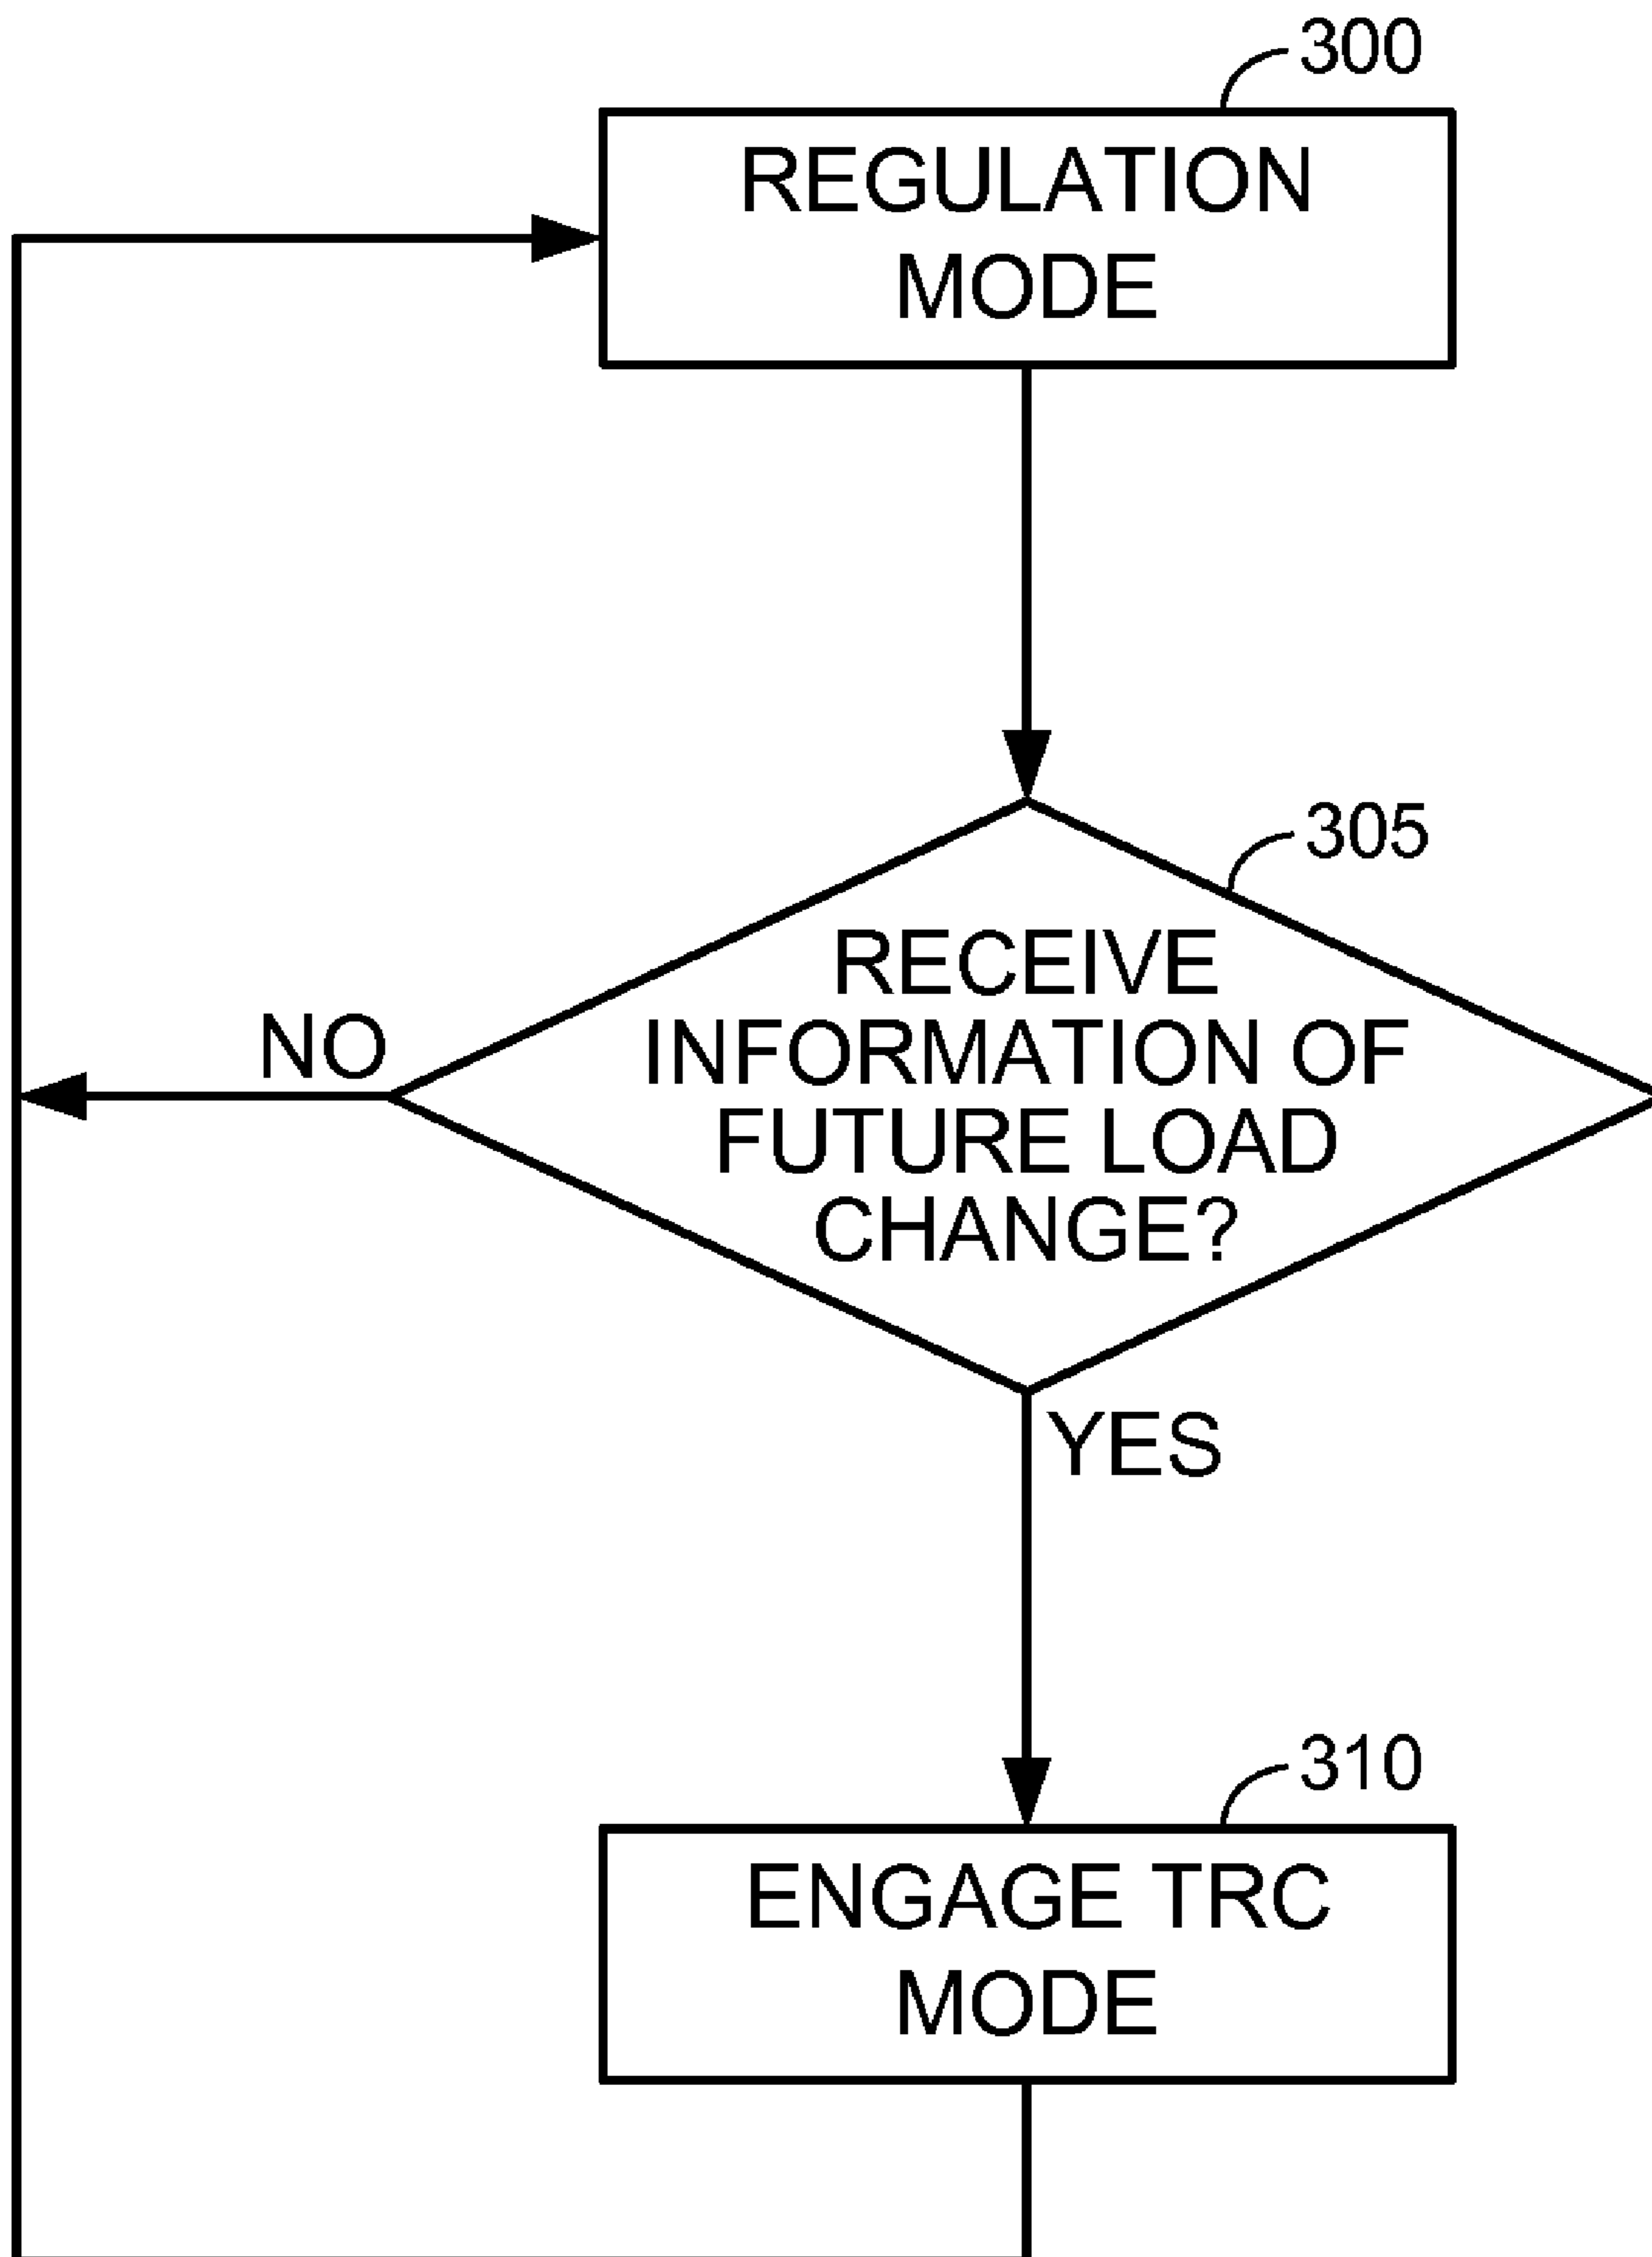 300
REGULATION
MODE
305
RECEIVE
INFORMATION OF
FUTURE LOAD
CHANGE?
NO
YES
310
ENGAGE TRC
MODE